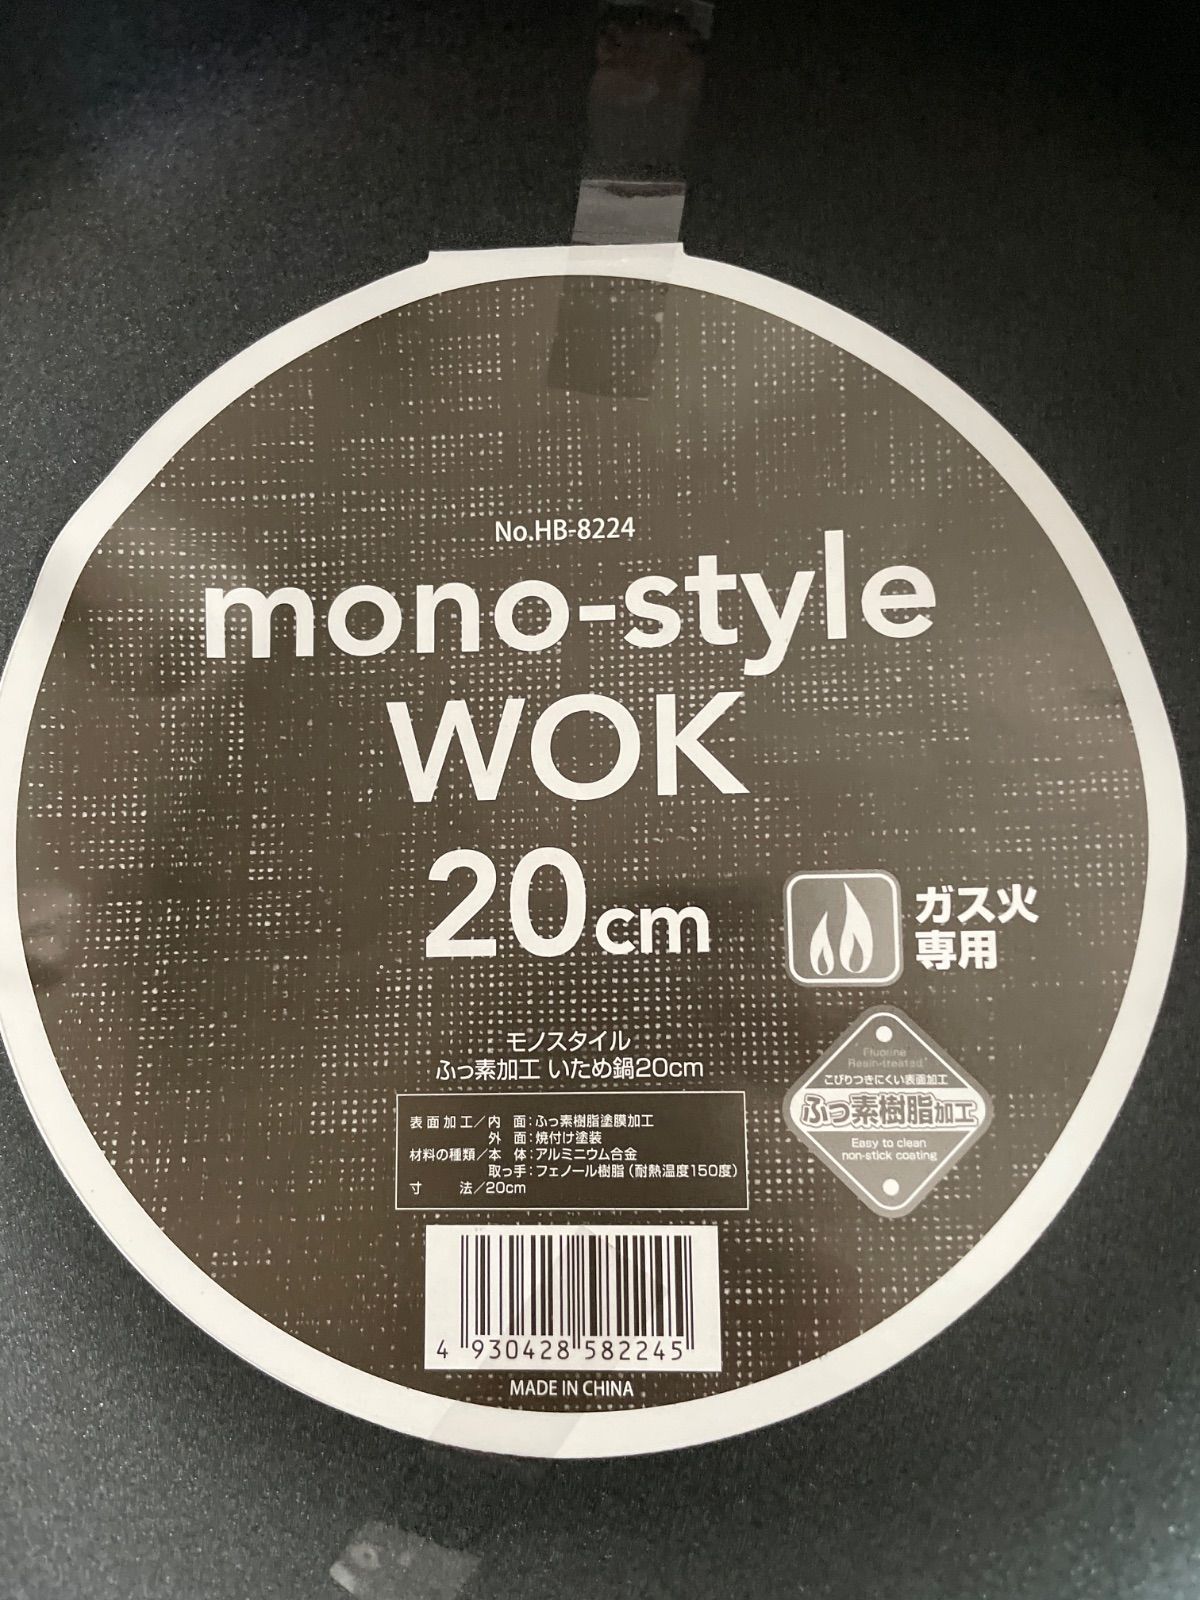 No.HB-8224
mono-style
WOK
20cm
ガス火
専用
モノスタイル
ふっ素加工 いため鍋20cm
Fluorine
Resin-treated
こびりつきにくい表面加工
ふっ素樹脂加工
Easy to clean
non-stick coating
表面加工／内 面：ふっ素樹脂塗膜加工
外 面：焼付け塗装
材料の種類／本 体：アルミニウム合金
取っ手：フェノール樹脂（耐熱温度150度）
寸 法／20cm
4 930428 582245
MADE IN CHINA